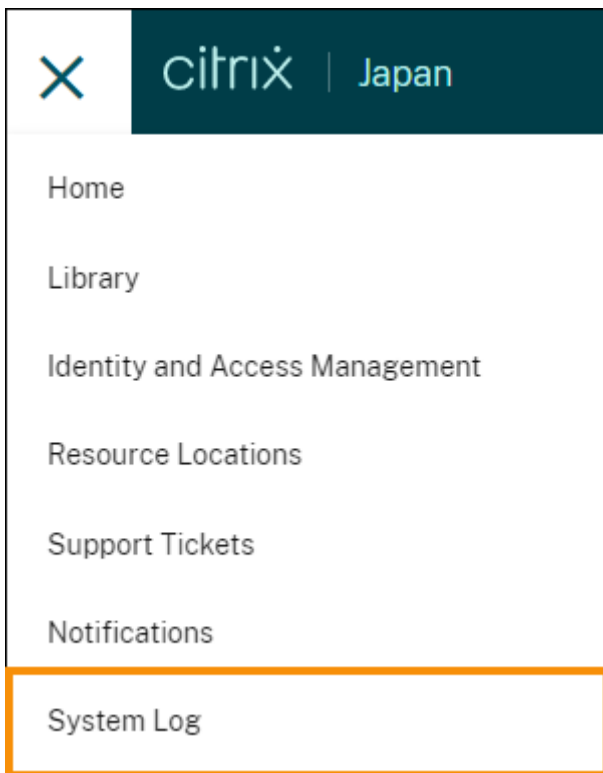 citrix | Japan
Home
Library
Identity and Access Management
Resource Locations
Support Tickets
Notifications
System Log